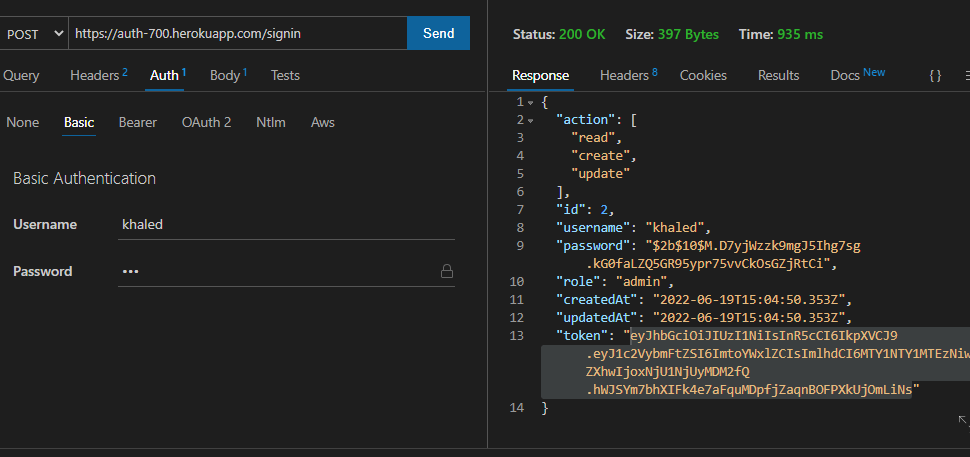 POST
https://auth-700.herokuapp.com/signin
Send
Query
Headers 2
Auth 1
Body 1
Tests
None
Basic
Bearer
OAuth 2
Ntlm
Aws
Basic Authentication
Username
khaled
Password
•••
Status: 200 OK
Size: 397 Bytes
Time: 935 ms
Response
Headers 8
Cookies
Results
Docs New
{}
1 {
2 "action": [
3 "read",
4 "create",
5 "update"
6 ],
7 "id": 2,
8 "username": "khaled",
9 "password": "$2b$10$M.D7yjWzzk9mgJ5Ihg7sg
.kG0faLZQ5GR95ypr75vvCkOsGZjRtCi",
10 "role": "admin",
11 "createdAt": "2022-06-19T15:04:50.353Z",
12 "updatedAt": "2022-06-19T15:04:50.353Z",
13 "token": "eyJhbGciOiJIUzI1NiIsInR5cCI6IkpXVCJ9
.eyJ1c2VybmFtZSI6ImtoYWxlZCIsImlhdCI6MTY1NTY1MTEzNiw
ZXhwIjoxNjU1NjUyMDM2fQ
.hWJSYm7bhXIFk4e7aFquMDpfjZaqnBOFPXkUjOmLiNs"
14 }